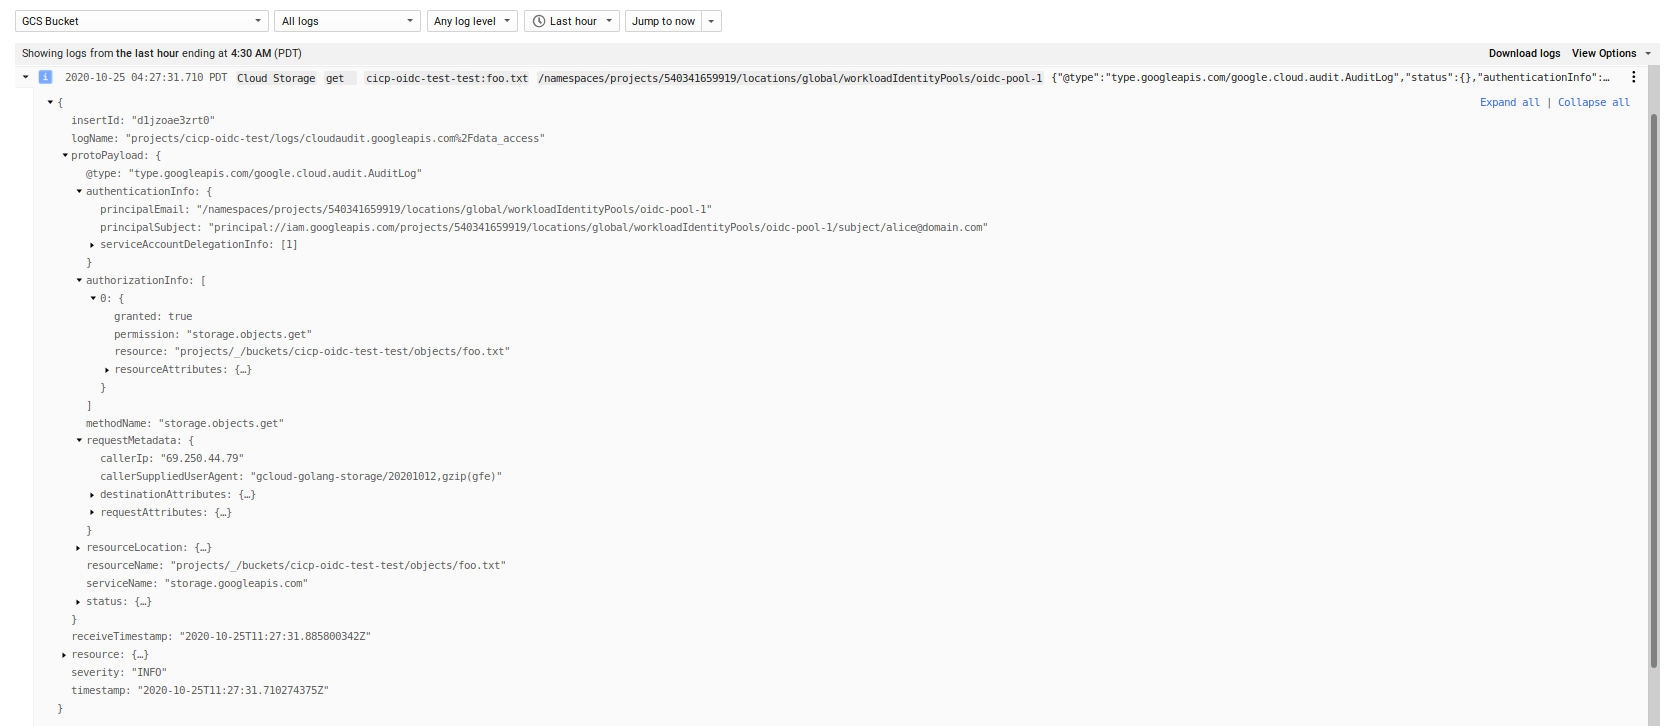 GCS Bucket All logs Any log level Last hour Jump to now
Showing logs from the last hour ending at 4:30 AM (PDT) Download logs View Options
i 2020-10-25 04:27:31.710 PDT Cloud Storage get cicp-oidc-test-test:foo.txt /namespaces/projects/540341659919/locations/global/workloadIdentityPools/oidc-pool-1 {"@type":"type.googleapis.com/google.cloud.audit.AuditLog","status":{},"authenticationInfo":…
{ Expand all | Collapse all
insertId: "d1jzoae3zrt0"
logName: "projects/cicp-oidc-test/logs/cloudaudit.googleapis.com%2Fdata_access"
protoPayload: {
@type: "type.googleapis.com/google.cloud.audit.AuditLog"
authenticationInfo: {
principalEmail: "/namespaces/projects/540341659919/locations/global/workloadIdentityPools/oidc-pool-1"
principalSubject: "principal://iam.googleapis.com/projects/540341659919/locations/global/workloadIdentityPools/oidc-pool-1/subject/alice@domain.com"
serviceAccountDelegationInfo: [1]
}
authorizationInfo: [
0: {
granted: true
permission: "storage.objects.get"
resource: "projects/_/buckets/cicp-oidc-test-test/objects/foo.txt"
resourceAttributes: {…}
}
]
methodName: "storage.objects.get"
requestMetadata: {
callerIp: "69.250.44.79"
callerSuppliedUserAgent: "gcloud-golang-storage/20201012,gzip(gfe)"
destinationAttributes: {…}
requestAttributes: {…}
}
resourceLocation: {…}
resourceName: "projects/_/buckets/cicp-oidc-test-test/objects/foo.txt"
serviceName: "storage.googleapis.com"
status: {…}
}
receiveTimestamp: "2020-10-25T11:27:31.885800342Z"
resource: {…}
severity: "INFO"
timestamp: "2020-10-25T11:27:31.710274375Z"
}